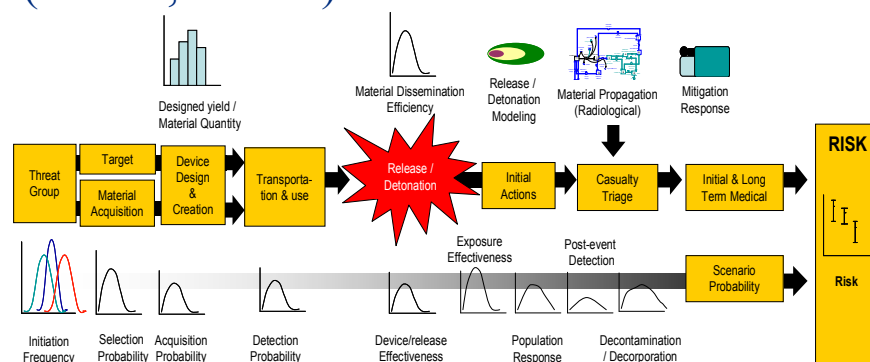 Designed yield /
Material Quantity
Material Dissemination
Efficiency
Release /
Detonation
Modeling
Material Propagation
(Radiological)
Mitigation
Response
Threat
Group
Target
Material
Acquisition
Device
Design
&
Creation
Transporta-
tion & use
Release /
Detonation
Initial
Actions
Casualty
Triage
Initial & Long
Term Medical
RISK
Risk
Exposure
Effectiveness
Post-event
Detection
Scenario
Probability
Initiation
Frequency
Selection
Probability
Acquisition
Probability
Detection
Probability
Device/release
Effectiveness
Population
Response
Decontamination
/ Decorporation